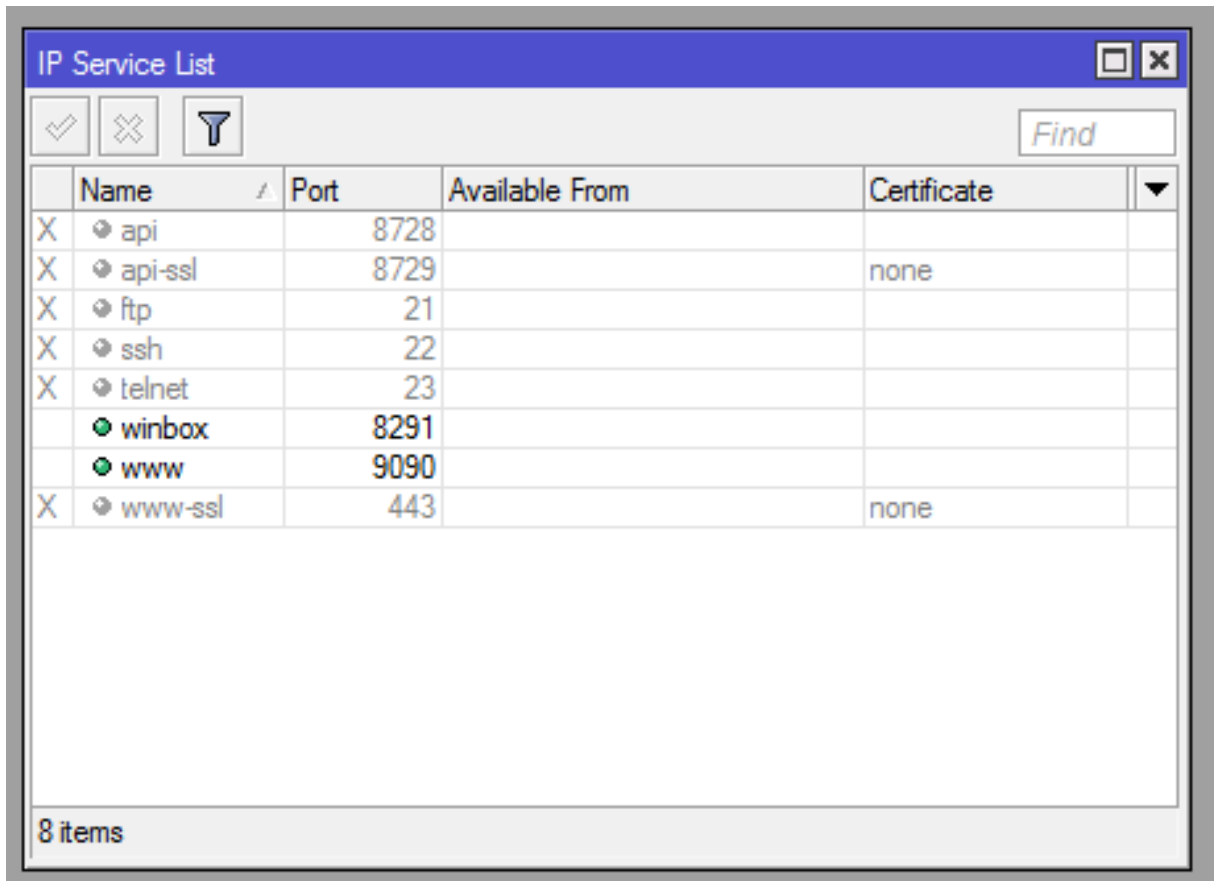 IP Service List
Find
Name Port Available From Certificate
X api 8728
X api-ssl 8729 none
X ftp 21
X ssh 22
X telnet 23
winbox 8291
www 9090
X www-ssl 443 none
8 items